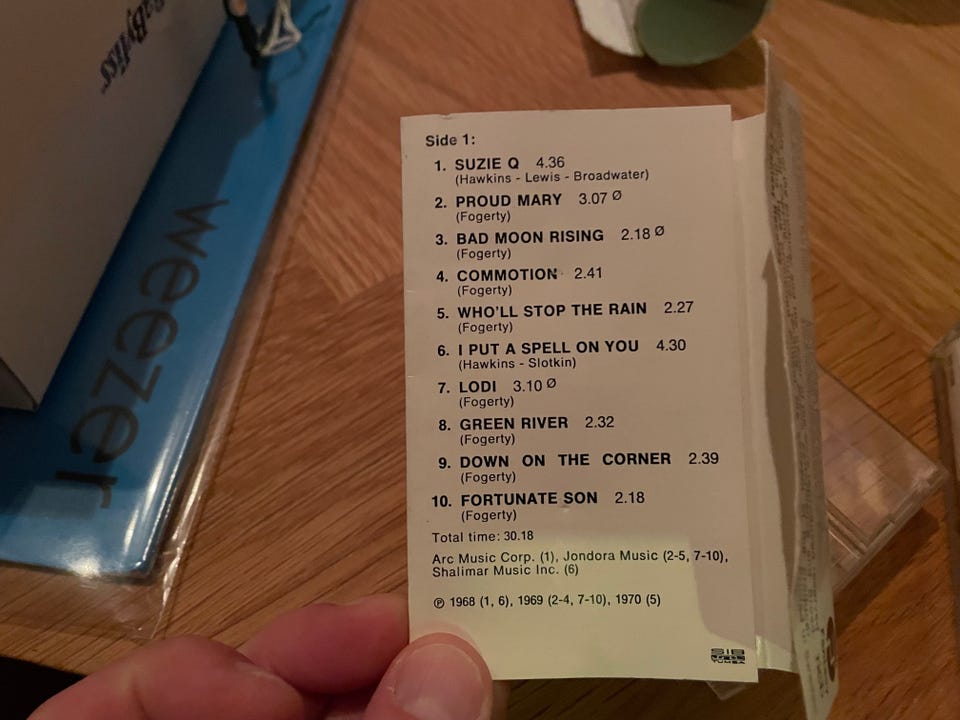 BaByliss
weezer
Side 1:
1. SUZIE Q 4.36
(Hawkins - Lewis - Broadwater)
2. PROUD MARY 3.07 Ø
(Fogerty)
3. BAD MOON RISING 2.18 Ø
(Fogerty)
4. COMMOTION 2.41
(Fogerty)
5. WHO'LL STOP THE RAIN 2.27
(Fogerty)
6. I PUT A SPELL ON YOU 4.30
(Hawkins - Slotkin)
7. LODI 3.10 Ø
(Fogerty)
8. GREEN RIVER 2.32
(Fogerty)
9. DOWN ON THE CORNER 2.39
(Fogerty)
10. FORTUNATE SON 2.18
(Fogerty)
Total time: 30.18
Arc Music Corp. (1), Jondora Music (2-5, 7-10),
Shalimar Music Inc. (6)
℗ 1968 (1, 6), 1969 (2-4, 7-10), 1970 (5)
SIB
TUMBA